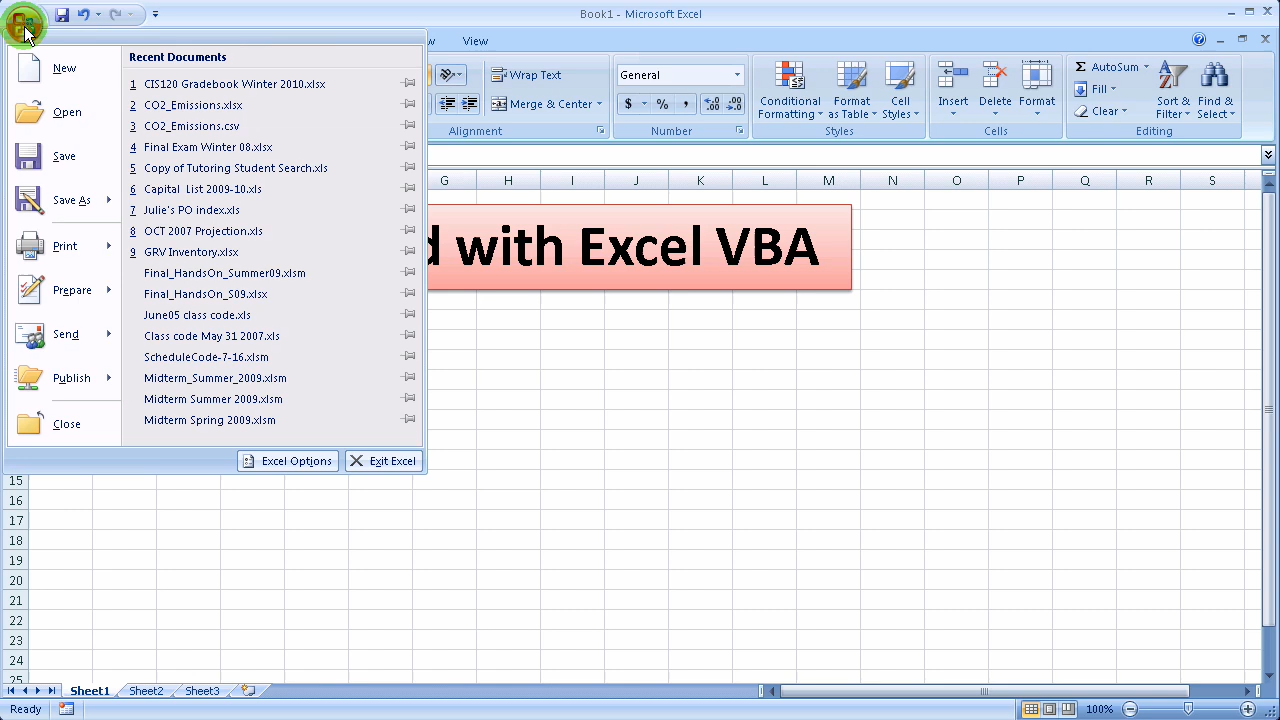 Book1 - Microsoft Excel
View
New
Open
Save
Save As
Print
Prepare
Send
Publish
Close
Recent Documents
1 CIS120 Gradebook Winter 2010.xlsx
2 CO2_Emissions.xlsx
3 CO2_Emissions.csv
4 Final Exam Winter 08.xlsx
5 Copy of Tutoring Student Search.xls
6 Capital List 2009-10.xls
7 Julie's PO index.xls
8 OCT 2007 Projection.xls
9 GRV Inventory.xlsx
Final_HandsOn_Summer09.xlsm
Final_HandsOn_S09.xlsx
June05 class code.xls
Class code May 31 2007.xls
ScheduleCode-7-16.xlsm
Midterm_Summer_2009.xlsm
Midterm Summer 2009.xlsm
Midterm Spring 2009.xlsm
Excel Options
Exit Excel
Wrap Text
Merge & Center
Alignment
General
$ % ,
Number
Conditional Formatting
Format as Table
Cell Styles
Styles
Insert
Delete
Format
Cells
AutoSum
Fill
Clear
Sort & Filter
Find & Select
Editing
G H I J K L M N O P Q R S
d with Excel VBA
15
16
17
18
19
20
21
22
23
24
25
Sheet1 Sheet2 Sheet3
Ready
100%